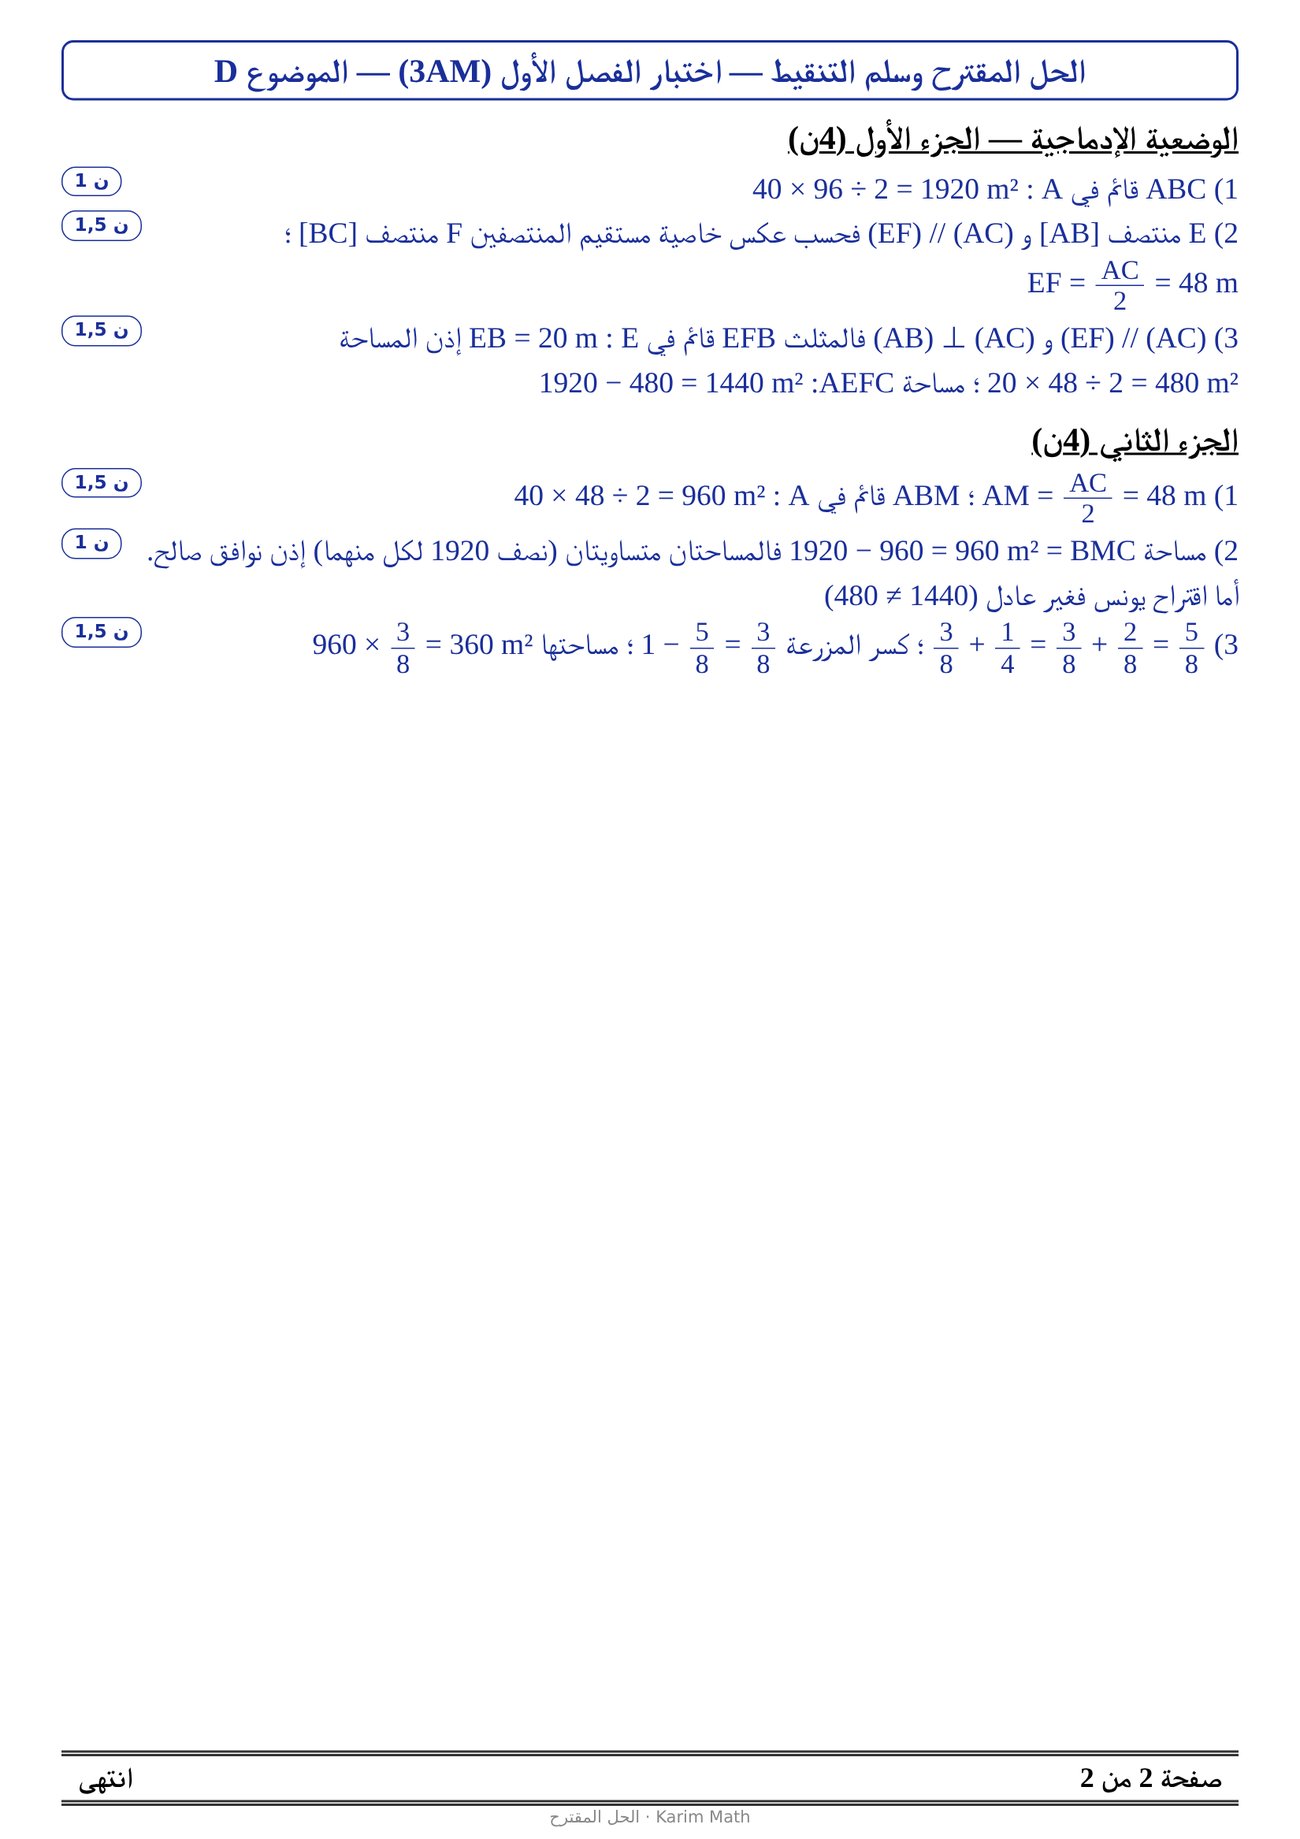 الحل المقترح وسلم التنقيط — اختبار الفصل الأول (3AM) — الموضوع D
الوضعية الإدماجية — الجزء الأول (4ن)
1) ABC قائم في A : 40 × 96 ÷ 2 = 1920 m² ن 1
2) E منتصف [AB] و (EF) // (AC) فحسب عكس خاصية مستقيم المنتصفين F منتصف [BC] ؛ ن 1,5
EF = AC/2 = 48 m
3) (EF) // (AC) و (AB) ⊥ (AC) فالمثلث EFB قائم في E : EB = 20 m إذن المساحة ن 1,5
20 × 48 ÷ 2 = 480 m² ؛ مساحة AEFC: 1920 − 480 = 1440 m²
الجزء الثاني (4ن)
1) AM = AC/2 = 48 m ؛ ABM قائم في A : 40 × 48 ÷ 2 = 960 m² ن 1,5
2) مساحة BMC = 1920 − 960 = 960 m² فالمساحتان متساويتان (نصف 1920 لكل منهما) إذن نوافق صالح. ن 1
أما اقتراح يونس فغير عادل (480 ≠ 1440)
3) 3/8 + 1/4 = 3/8 + 2/8 = 5/8 ؛ كسر المزرعة 1 − 5/8 = 3/8 ؛ مساحتها 960 × 3/8 = 360 m² ن 1,5
صفحة 2 من 2 انتهى
Karim Math · الحل المقترح